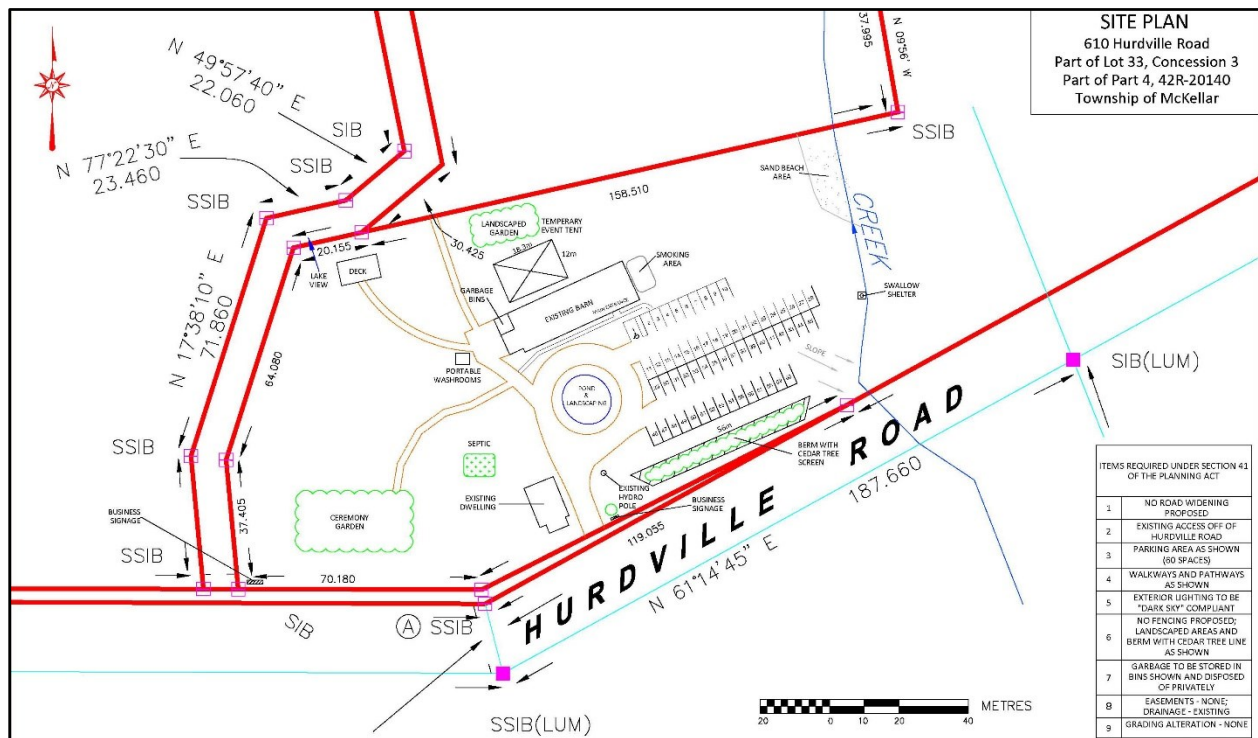 SITE PLAN
610 Hurdville Road
Part of Lot 33, Concession 3
Part of Part 4, 42R-20140
Township of McKellar
N 49°57'40" E
22.060
N 77°22'30" E
23.460
SIB
SSIB
SSIB
N 17°38'10" E
71.860
SSIB
SSIB
37.995
N 09°56' W
SSIB
158.510
30.425
20.155
64.080
37.405
70.180
119.055
LAKE
VIEW
DECK
LANDSCAPED
GARDEN
TEMPERARY
EVENT TENT
18.3m
12m
SMOKING
AREA
GARBAGE
BINS
EXISTING BARN
PORTABLE
WASHROOMS
POND
&
LANDSCAPING
SAND BEACH
AREA
CREEK
SWALLOW
SHELTER
SLOPE
56m
BERM WITH
CEDAR TREE
SCREEN
SEPTIC
EXISTING
DWELLING
EXISTING
HYDRO
POLE
BUSINESS
SIGNAGE
CEREMONY
GARDEN
BUSINESS
SIGNAGE
SIB
A
SSIB
SSIB(LUM)
SIB(LUM)
HURDVILLE ROAD
N 61°14'45" E
187.660
20 0 10 20 40
METRES
ITEMS REQUIRED UNDER SECTION 41
OF THE PLANNING ACT
1 NO ROAD WIDENING
PROPOSED
2 EXISTING ACCESS OFF OF
HURDVILLE ROAD
3 PARKING AREA AS SHOWN
(60 SPACES)
4 WALKWAYS AND PATHWAYS
AS SHOWN
5 EXTERIOR LIGHTING TO BE
"DARK SKY" COMPLIANT
6 NO FENCING PROPOSED;
LANDSCAPED AREAS AND
BERM WITH CEDAR TREE LINE
AS SHOWN
7 GARBAGE TO BE STORED IN
BINS SHOWN AND DISPOSED
OF PRIVATELY
8 EASEMENTS - NONE;
DRAINAGE - EXISTING
9 GRADING ALTERATION - NONE